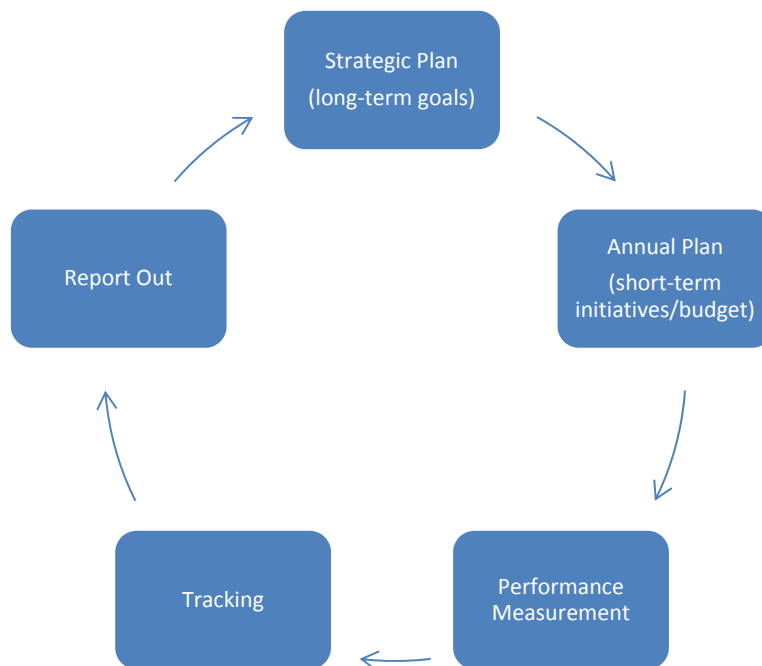 Strategic Plan
(long-term goals)
Annual Plan
(short-term
initiatives/budget)
Performance
Measurement
Tracking
Report Out